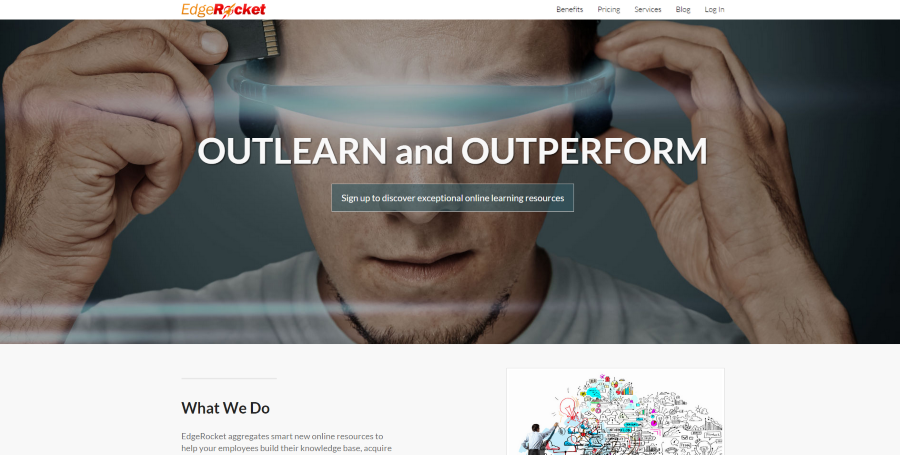 EdgeRocket
Benefits
Pricing
Services
Blog
Log In
OUTLEARN and OUTPERFORM
Sign up to discover exceptional online learning resources
What We Do
EdgeRocket aggregates smart new online resources to
help your employees build their knowledge base, acquire